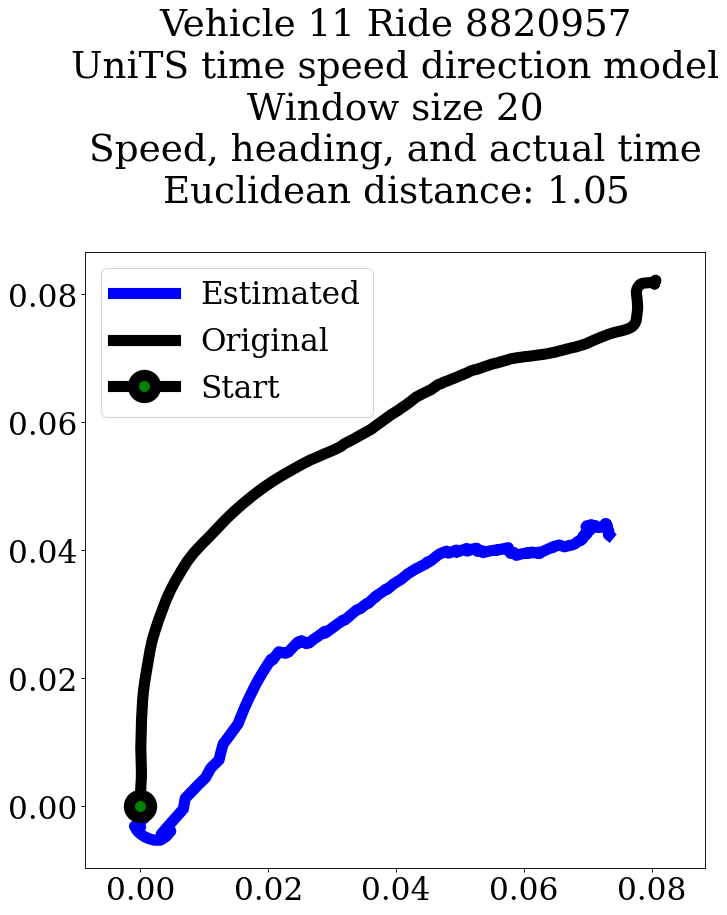 Vehicle 11 Ride 8820957
UniTS time speed direction model
Window size 20
Speed, heading, and actual time
Euclidean distance: 1.05
Estimated
Original
Start
0.08
0.06
0.04
0.02
0.00
0.00 0.02 0.04 0.06 0.08